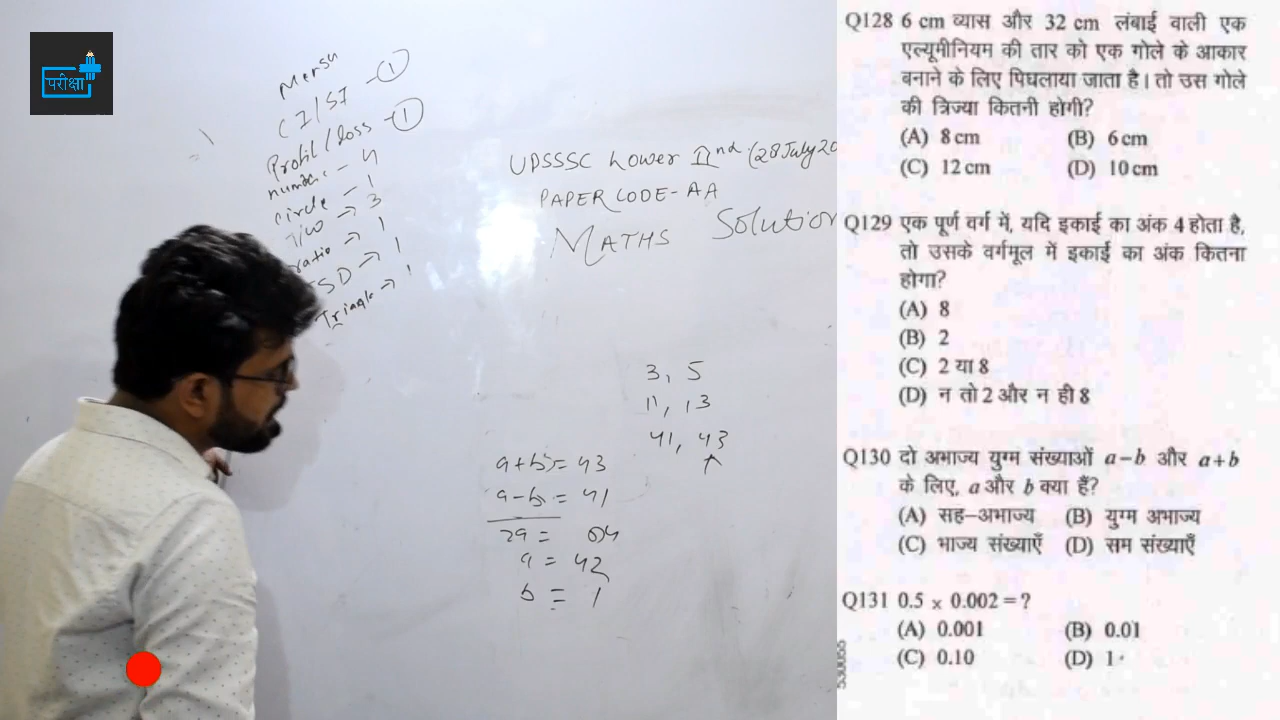 परीक्षा
Mensu
CI/SI -①
Profit/loss -①
number - 4
circle - 1
T/W → 3
ratio → 1
TSD → 1
Triangle → 1
UPSSSC Lower IInd (28 July 20
PAPER CODE-AA
MATHS Solution
3, 5
11, 13
41, 43
a+b = 43
a-b = 41
2a = 84
a = 42
b = 1
Q128 6 cm व्यास और 32 cm लंबाई वाली एक
एल्यूमीनियम की तार को एक गोले के आकार
बनाने के लिए पिघलाया जाता है। तो उस गोले
की त्रिज्या कितनी होगी?
(A) 8 cm (B) 6 cm
(C) 12 cm (D) 10 cm
Q129 एक पूर्ण वर्ग में, यदि इकाई का अंक 4 होता है,
तो उसके वर्गमूल में इकाई का अंक कितना
होगा?
(A) 8
(B) 2
(C) 2 या 8
(D) न तो 2 और न ही 8
Q130 दो अभाज्य युग्म संख्याओं a-b और a+b
के लिए, a और b क्या हैं?
(A) सह-अभाज्य (B) युग्म अभाज्य
(C) भाज्य संख्याएँ (D) सम संख्याएँ
Q131 0.5 × 0.002 = ?
(A) 0.001 (B) 0.01
(C) 0.10 (D) 1